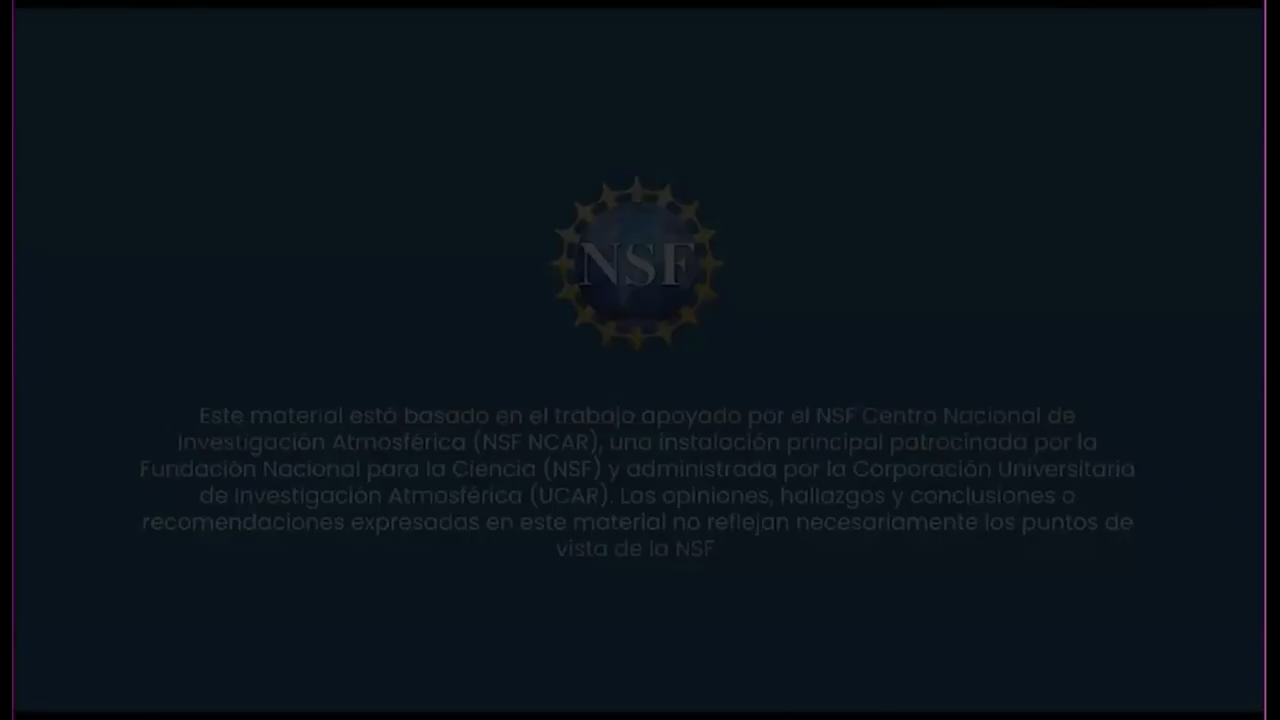 NSF
Este material está basado en el trabajo apoyado por el NSF Centro Nacional de
Investigación Atmosférica (NSF NCAR), una instalación principal patrocinada por la
Fundación Nacional para la Ciencia (NSF) y administrada por la Corporación Universitaria
de Investigación Atmosférica (UCAR). Las opiniones, hallazgos y conclusiones o
recomendaciones expresadas en este material no reflejan necesariamente los puntos de
vista de la NSF